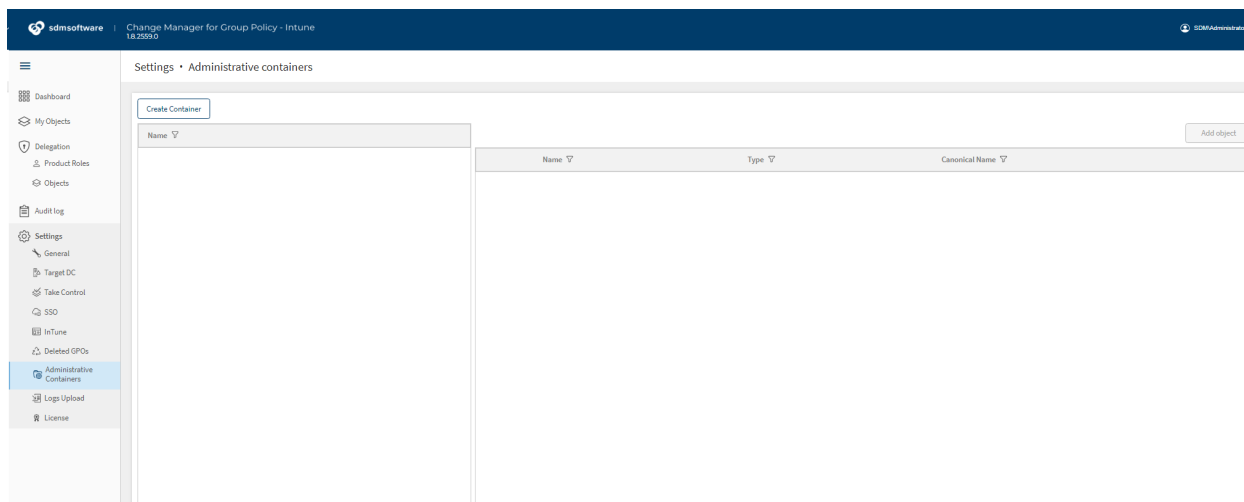 sdmsoftware | Change Manager for Group Policy - Intune
1.8.2559.0
SDM\Administrato
Settings • Administrative containers
Dashboard
My Objects
Delegation
Product Roles
Objects
Audit log
Settings
General
Target DC
Take Control
SSO
InTune
Deleted GPOs
Administrative
Containers
Logs Upload
License
Create Container
Name
Add object
Name Type Canonical Name